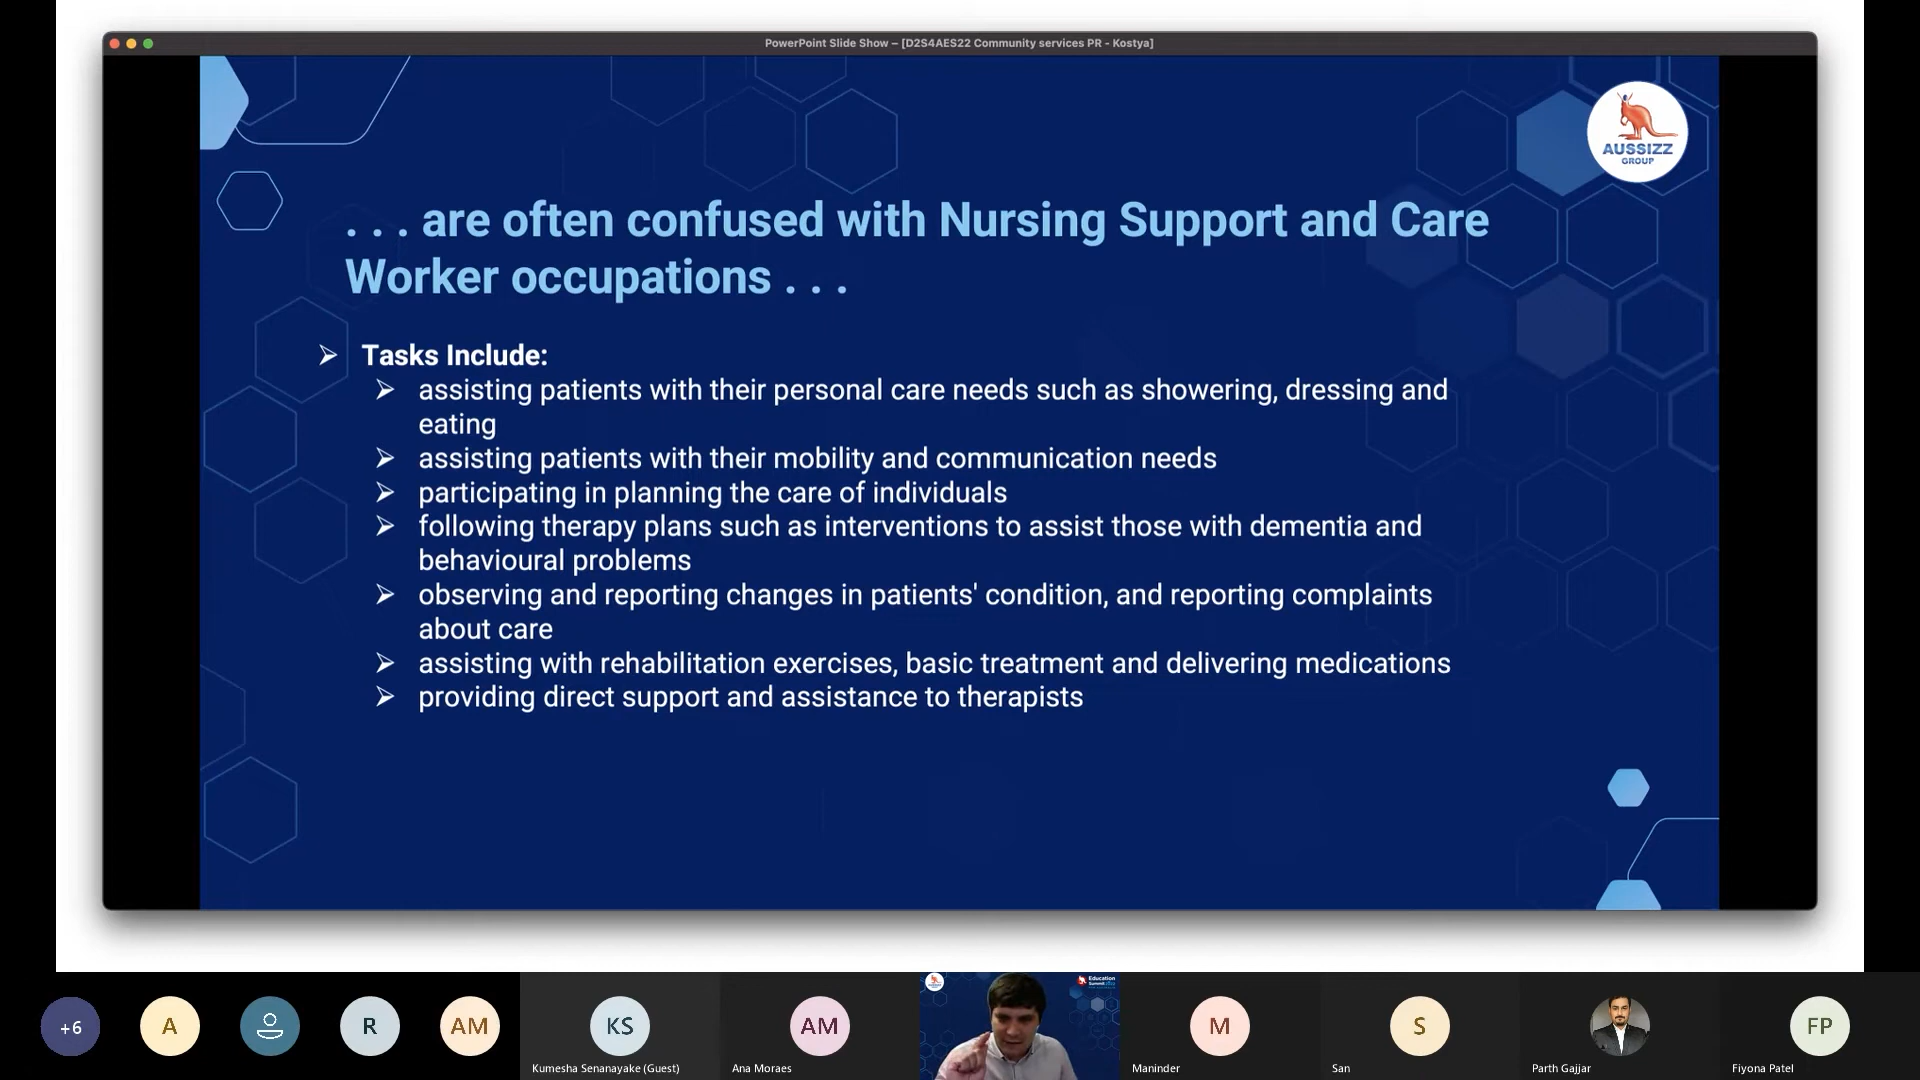 PowerPoint Slide Show – [D2S4AES22 Community services PR - Kostya]
AUSSIZZ
GROUP
. . . are often confused with Nursing Support and Care
Worker occupations . . .
➢ Tasks Include:
➢ assisting patients with their personal care needs such as showering, dressing and
eating
➢ assisting patients with their mobility and communication needs
➢ participating in planning the care of individuals
➢ following therapy plans such as interventions to assist those with dementia and
behavioural problems
➢ observing and reporting changes in patients' condition, and reporting complaints
about care
➢ assisting with rehabilitation exercises, basic treatment and delivering medications
➢ providing direct support and assistance to therapists
+6
A
R
AM
KS
Kumesha Senanayake (Guest)
AM
Ana Moraes
Education
M
Maninder
S
San
Parth Gajjar
FP
Fiyona Patel